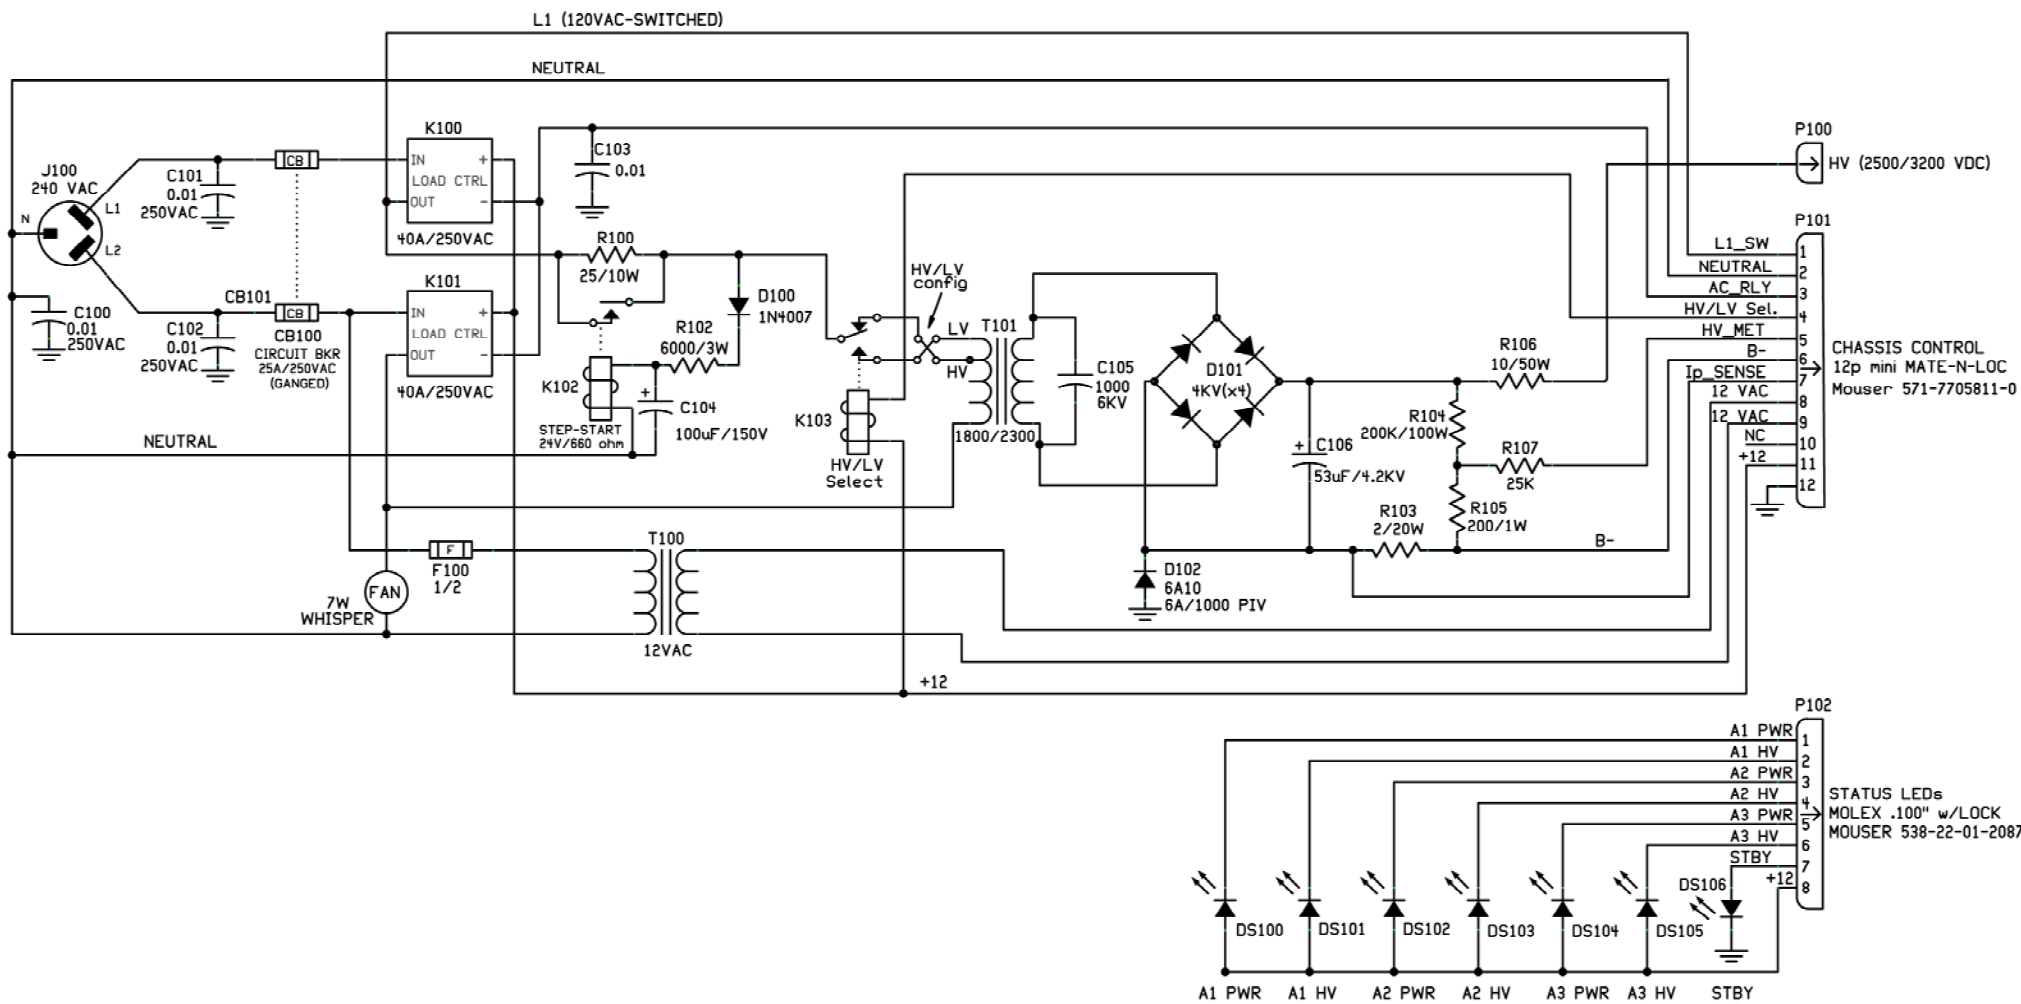 L1 (120VAC-SWITCHED)
NEUTRAL
J100
240 VAC
N
L1
L2
C101
0.01
250VAC
CB
K100
IN
+
LOAD CTRL
OUT
-
40A/250VAC
C103
0.01
C100
0.01
250VAC
C102
0.01
250VAC
CB101
CB
CB100
CIRCUIT BKR
25A/250VAC
(GANGED)
K101
IN
+
LOAD CTRL
OUT
-
40A/250VAC
R100
25/10W
D100
1N4007
R102
6000/3W
K102
+
C104
100uF/150V
STEP-START
24V/660 ohm
NEUTRAL
HV/LV
config
LV
HV
T101
1800/2300
K103
HV/LV
Select
C105
1000
6KV
D101
4KV(x4)
+
C106
53uF/4.2KV
R106
10/50W
R104
200K/100W
R107
25K
R105
200/1W
R103
2/20W
B-
D102
6A10
6A/1000 PIV
F
F100
1/2
FAN
7W
WHISPER
T100
12VAC
+12
P100
HV (2500/3200 VDC)
P101
L1_SW 1
NEUTRAL 2
AC_RLY 3
HV/LV Sel. 4
HV_MET 5
B- 6
Ip_SENSE 7
12 VAC 8
12 VAC 9
NC 10
+12 11
12
CHASSIS CONTROL
12p mini MATE-N-LOC
Mouser 571-7705811-0
P102
A1 PWR 1
A1 HV 2
A2 PWR 3
A2 HV 4
A3 PWR 5
A3 HV 6
STBY 7
+12 8
STATUS LEDs
MOLEX .100" w/LOCK
MOUSER 538-22-01-2087
DS100
DS101
DS102
DS103
DS104
DS105
DS106
A1 PWR
A1 HV
A2 PWR
A2 HV
A3 PWR
A3 HV
STBY